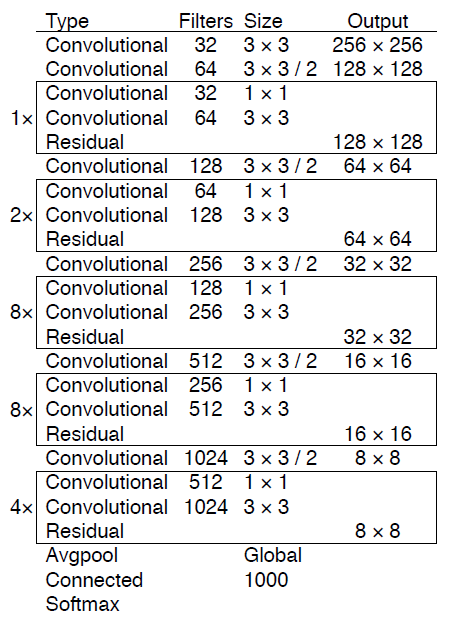 Type Filters Size Output
Convolutional 32 3 × 3 256 × 256
Convolutional 64 3 × 3 / 2 128 × 128
Convolutional 32 1 × 1
1× Convolutional 64 3 × 3
Residual 128 × 128
Convolutional 128 3 × 3 / 2 64 × 64
Convolutional 64 1 × 1
2× Convolutional 128 3 × 3
Residual 64 × 64
Convolutional 256 3 × 3 / 2 32 × 32
Convolutional 128 1 × 1
8× Convolutional 256 3 × 3
Residual 32 × 32
Convolutional 512 3 × 3 / 2 16 × 16
Convolutional 256 1 × 1
8× Convolutional 512 3 × 3
Residual 16 × 16
Convolutional 1024 3 × 3 / 2 8 × 8
Convolutional 512 1 × 1
4× Convolutional 1024 3 × 3
Residual 8 × 8
Avgpool Global
Connected 1000
Softmax